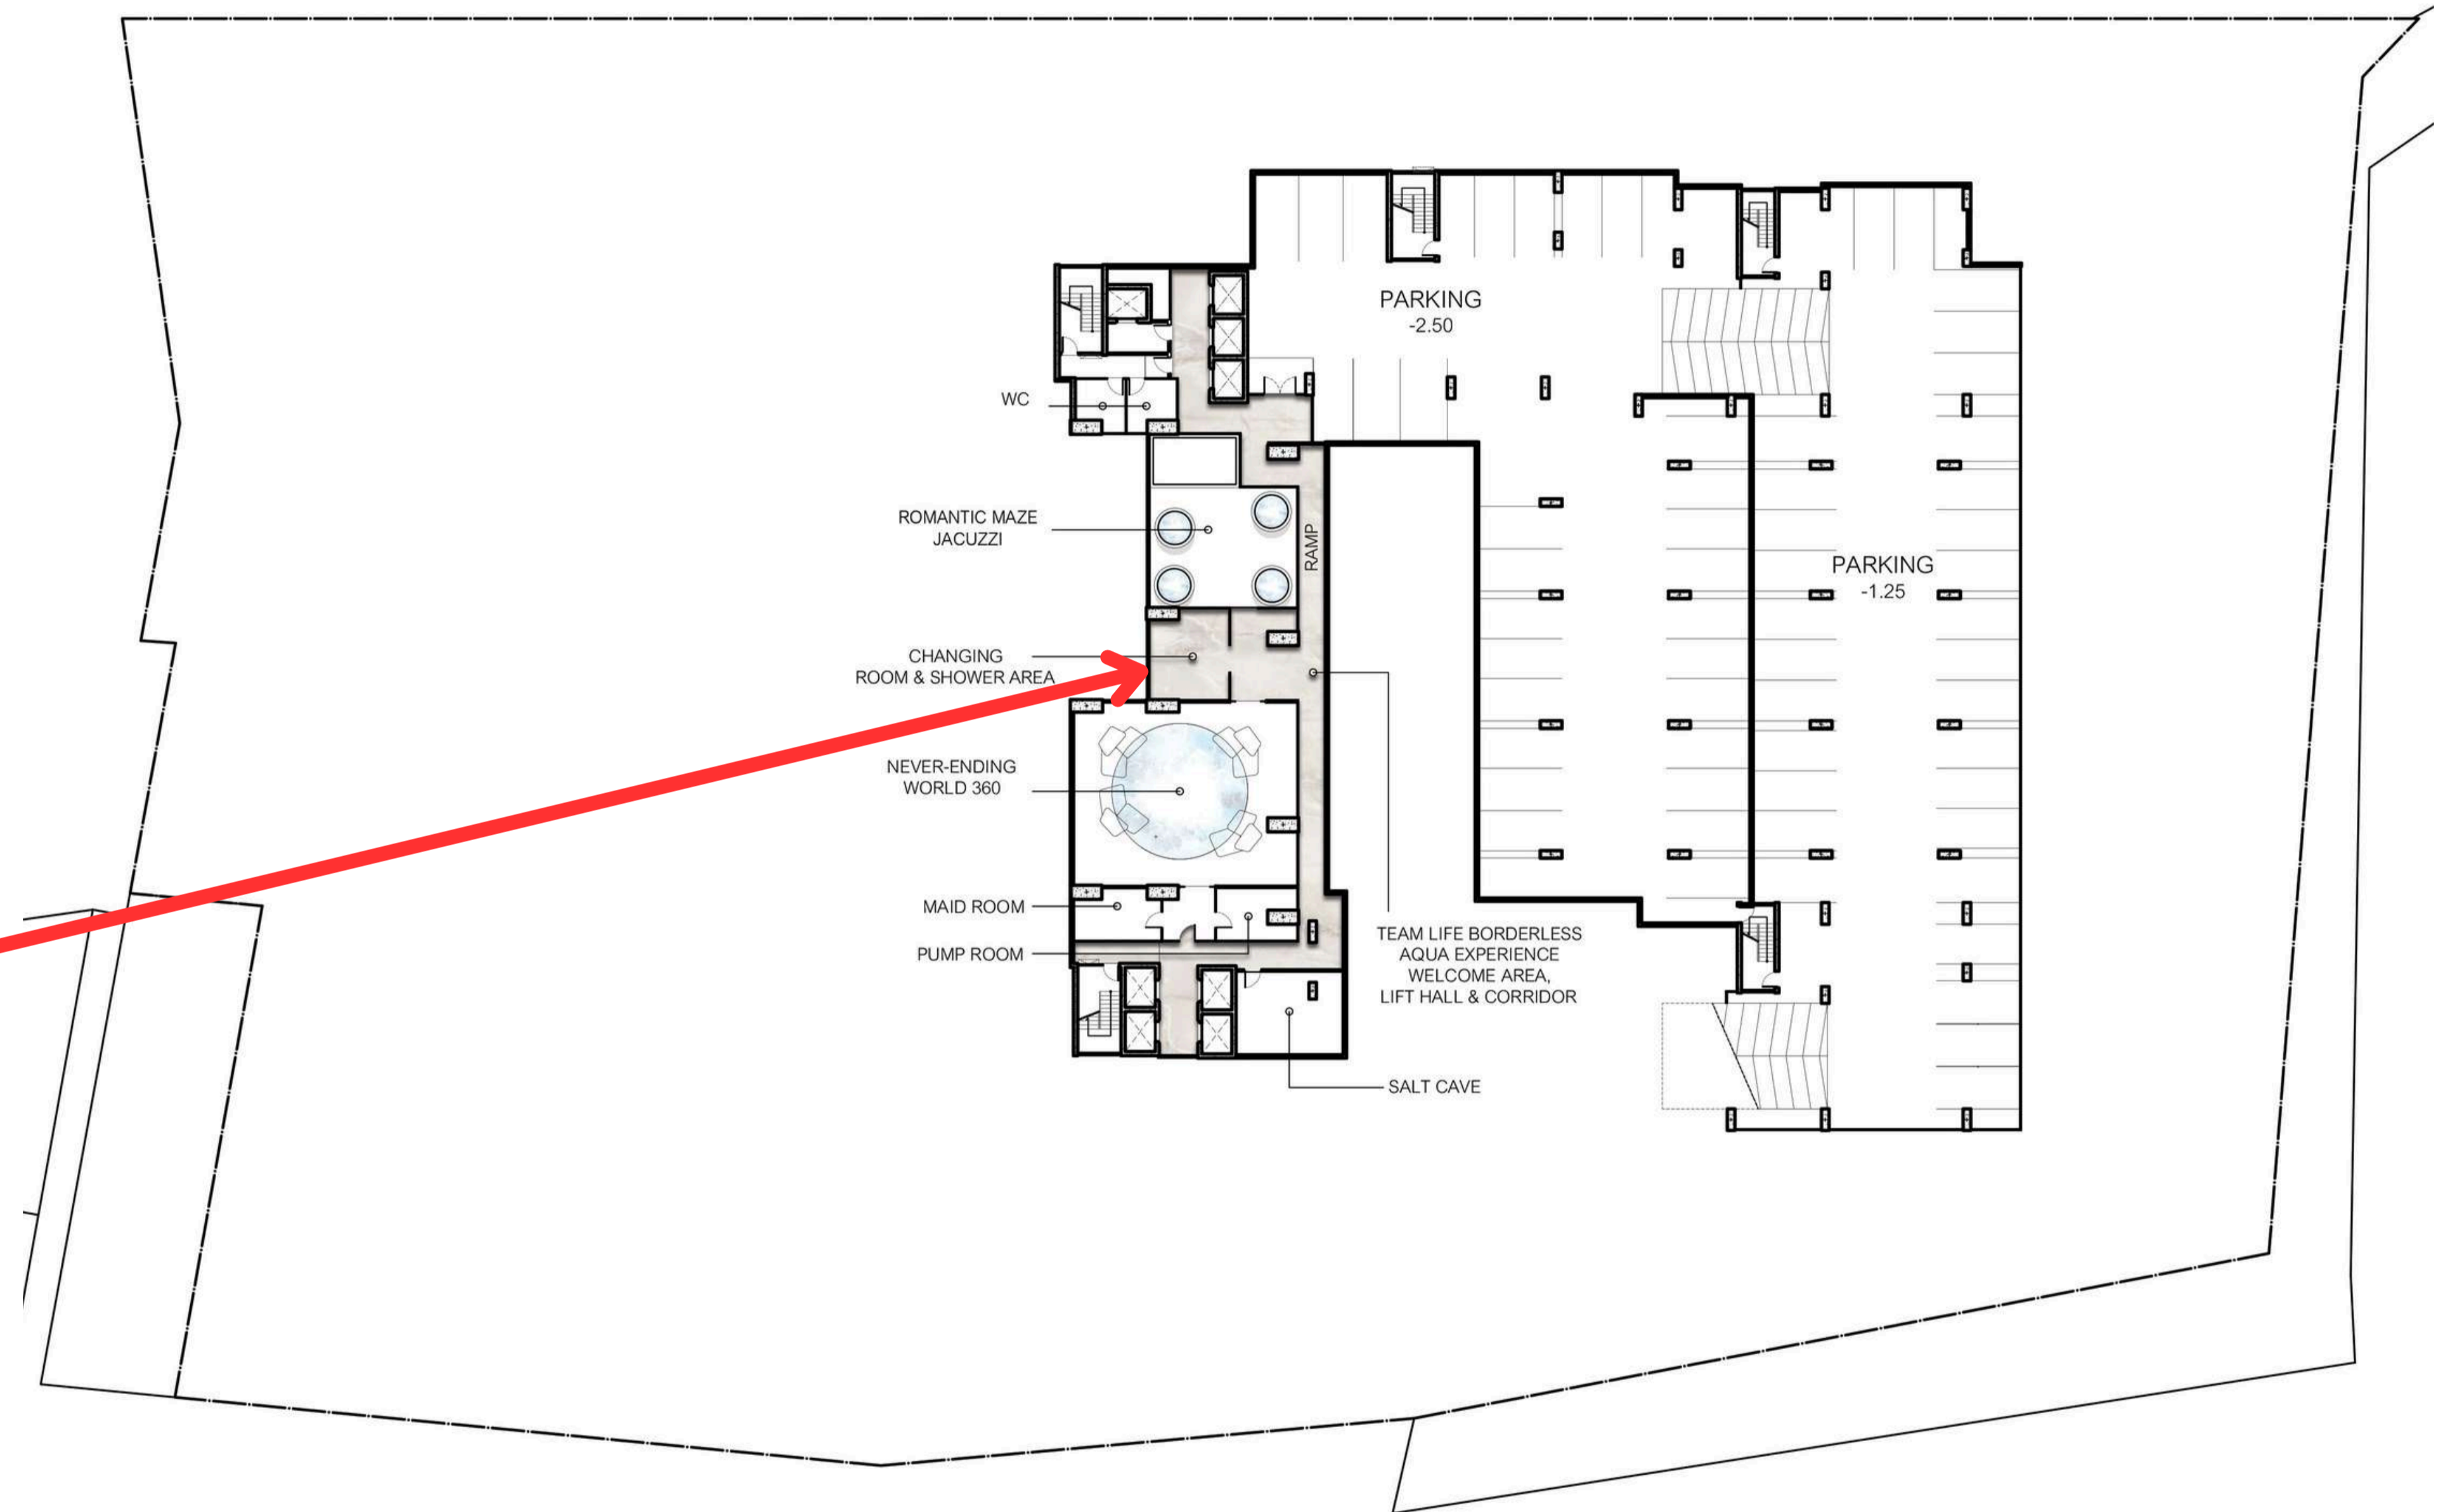 PARKING
-2.50
WC
ROMANTIC MAZE
JACUZZI
RAMP
PARKING
-1.25
CHANGING
ROOM & SHOWER AREA
NEVER-ENDING
WORLD 360
MAID ROOM
PUMP ROOM
TEAM LIFE BORDERLESS
AQUA EXPERIENCE
WELCOME AREA,
LIFT HALL & CORRIDOR
SALT CAVE